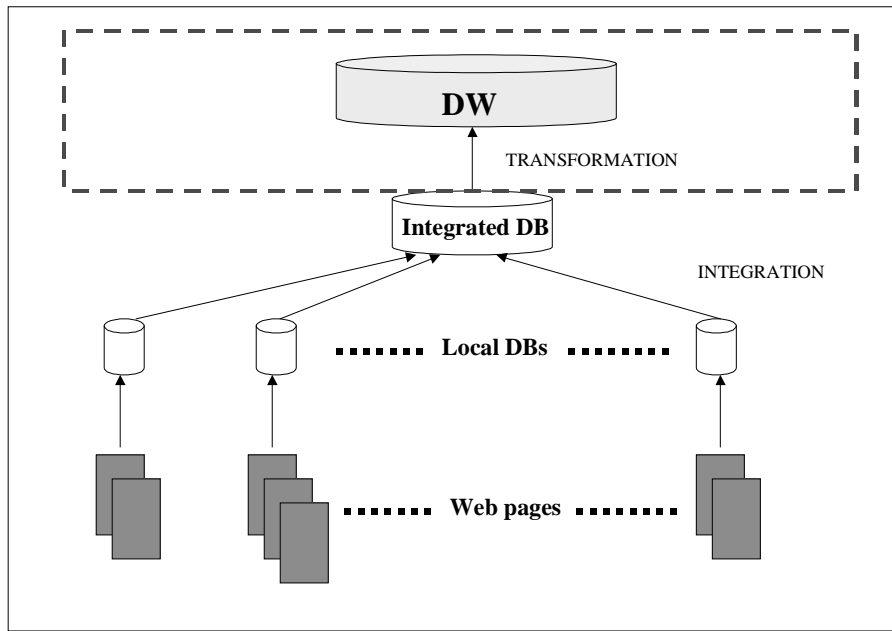 DW
TRANSFORMATION
Integrated DB
INTEGRATION
Local DBs
Web pages